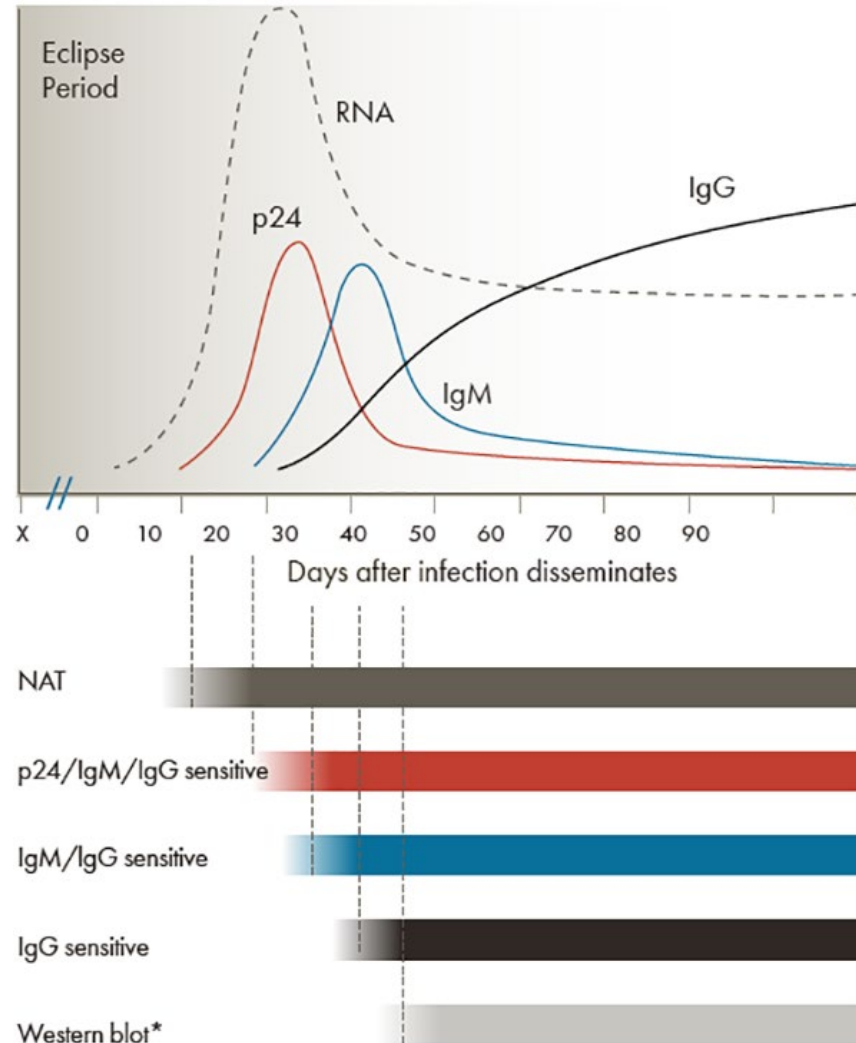 Eclipse
Period
RNA
p24
IgG
IgM
X 0 10 20 30 40 50 60 70 80 90
Days after infection disseminates
NAT
p24/IgM/IgG sensitive
IgM/IgG sensitive
IgG sensitive
Western blot*